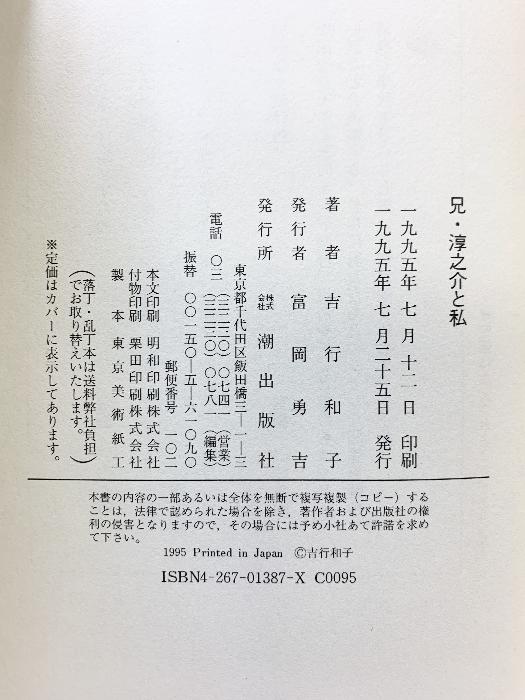 兄・淳之介と私
一九九五年 七月 十二日 印刷
一九九五年 七月二十五日 発行
著者 吉行和子
発行者 富岡勇吉
発行所 株式会社 潮出版社
東京都千代田区飯田橋三―一―三
電話 〇三(三二三〇)〇七四一(営業)
(三二三〇)〇七八一(編集)
振替 〇〇一五〇―五―六一〇九〇
郵便番号 一〇二
本文印刷 明和印刷株式会社
付物印刷 栗田印刷株式会社
製本 東京美術紙工
(落丁・乱丁本は送料弊社負担
でお取り替えいたします。)
※定価はカバーに表示してあります。
本書の内容の一部あるいは全体を無断で複写複製(コピー)する
ことは,法律で認められた場合を除き,著作者および出版社の権
利の侵害となりますので,その場合には予め小社あて許諾を求め
て下さい。
1995 Printed in Japan ©吉行和子
ISBN4-267-01387-X C0095